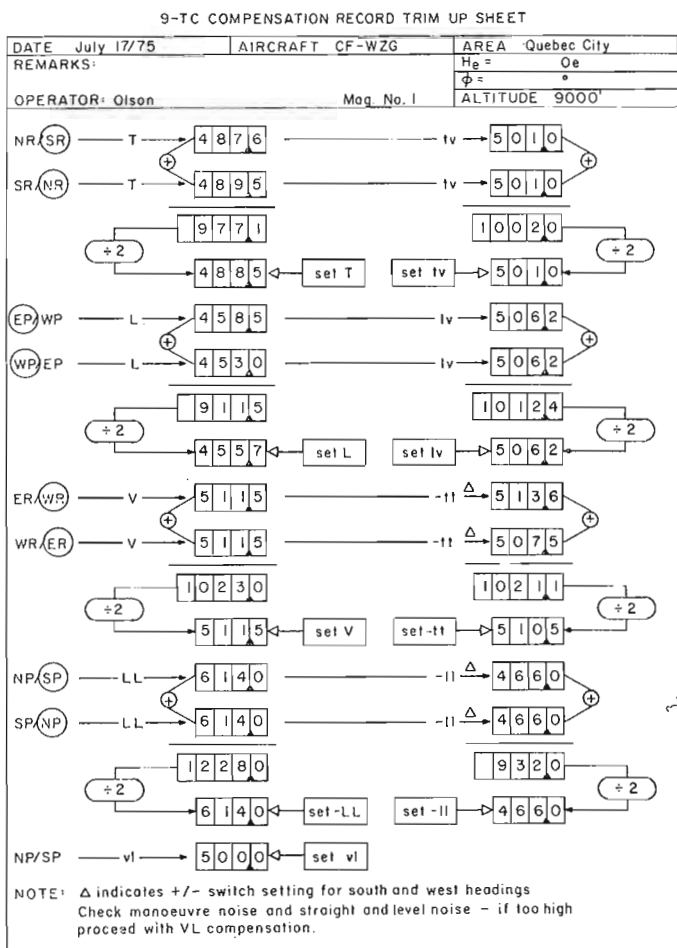 9-TC COMPENSATION RECORD TRIM UP SHEET
DATE July 17/75 AIRCRAFT CF-WZG AREA Quebec City
REMARKS: He = Oe
ϕ = °
OPERATOR: Olson Mag. No. 1 ALTITUDE 9000'
NR/SR T 4876 tv 5010
+ +
SR/NR T 4895 tv 5010
9771 10020
÷2 ÷2
4885 set T set tv 5010
EP/WP L 4585 lv 5062
+ +
WP/EP L 4530 lv 5062
9115 10124
÷2 ÷2
4557 set L set lv 5062
ER/WR V 5115 -tt Δ 5136
+ +
WR/ER V 5115 -tt Δ 5075
10230 10211
÷2 ÷2
5115 set V set-tt 5105
NP/SP -LL 6140 -ll Δ 4660
+ +
SP/NP -LL 6140 -ll Δ 4660
12280 9320
÷2 ÷2
6140 set-LL set-ll 4660
NP/SP vl 5000 set vl
NOTE: Δ indicates +/- switch setting for south and west headings
Check manoeuvre noise and straight and level noise - if too high
proceed with VL compensation.